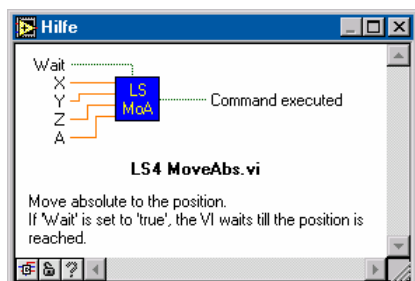 Hilfe
Wait
X
Y
Z
A
LS
MoA
Command executed
LS4 MoveAbs.vi
Move absolute to the position.
If 'Wait' is set to 'true', the VI waits till the position is
reached.
?